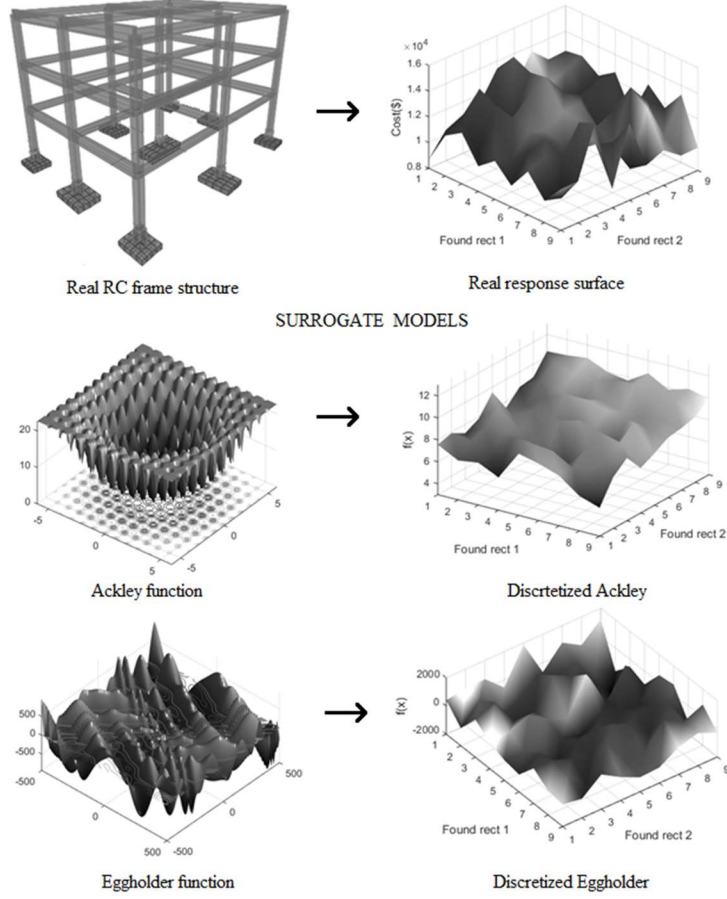 ×10⁴
1.6
1.4
1.2
1
0.8
Cost($)
1 2 3 4 5 6 7 8 9
1 2 3 4 5 6 7 8 9
Found rect 1
Found rect 2
Real RC frame structure
Real response surface
SURROGATE MODELS
20
10
0
-5 0 5
-5 0 5
12
10
8
6
4
f(x)
1 2 3 4 5 6 7 8 9
1 2 3 4 5 6 7 8 9
Found rect 1
Found rect 2
Ackley function
Discrtetized Ackley
500
0
-500
-500 0 500
-500 0 500
2000
0
-2000
f(x)
1 2 3 4 5 6 7 8 9
1 2 3 4 5 6 7 8 9
Found rect 1
Found rect 2
Eggholder function
Discretized Eggholder